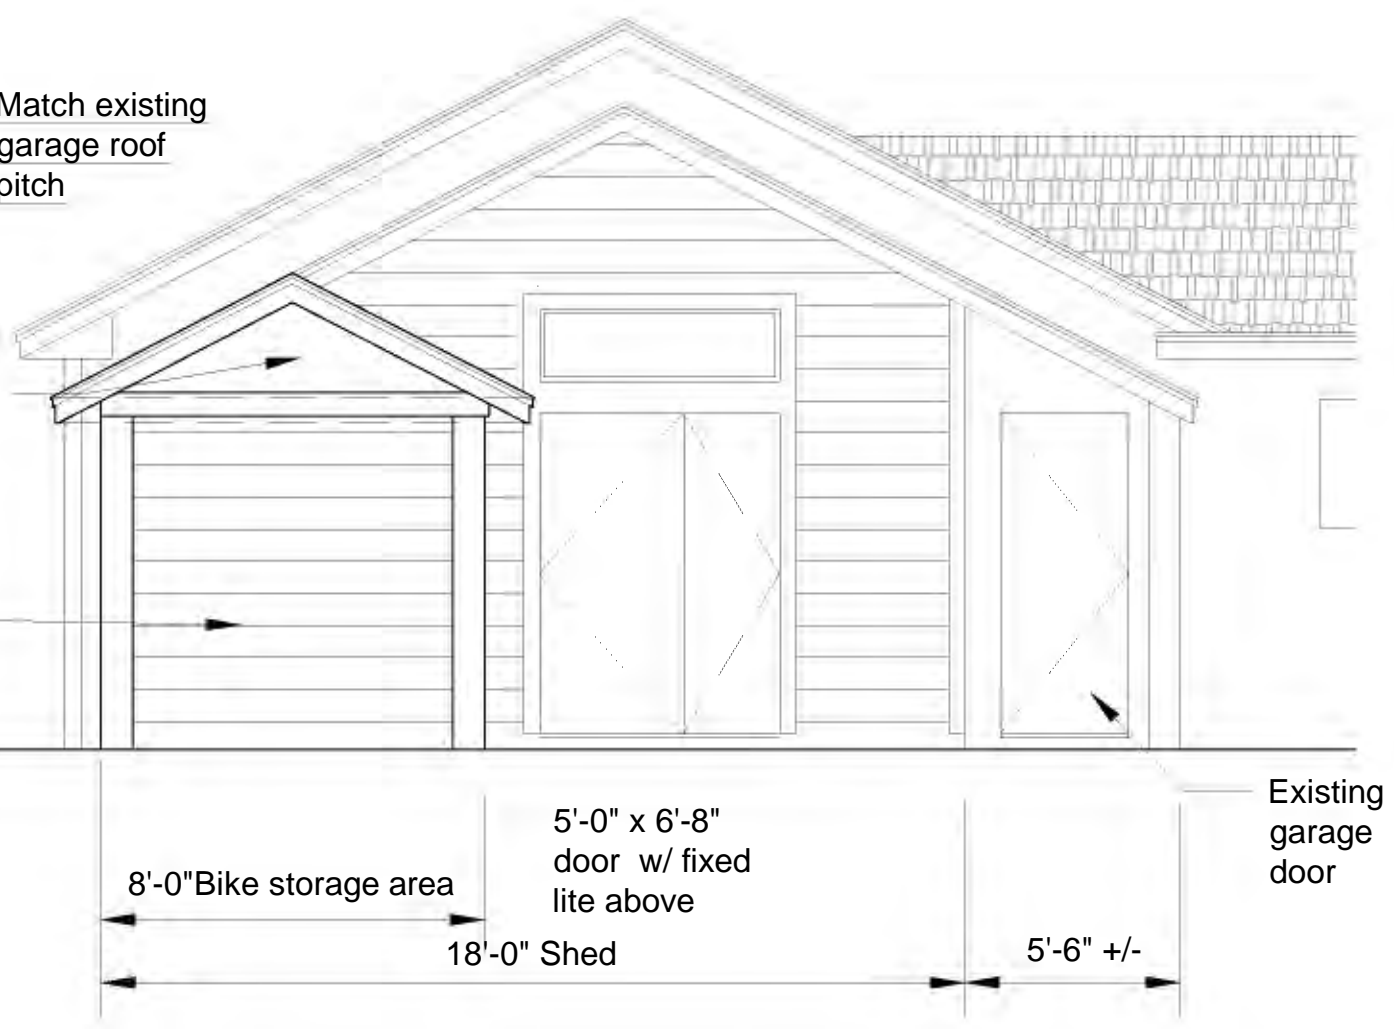 Match existing
garage roof
pitch
5'-0" x 6'-8"
door w/ fixed
lite above
8'-0"Bike storage area
18'-0" Shed
5'-6" +/-
Existing
garage
door